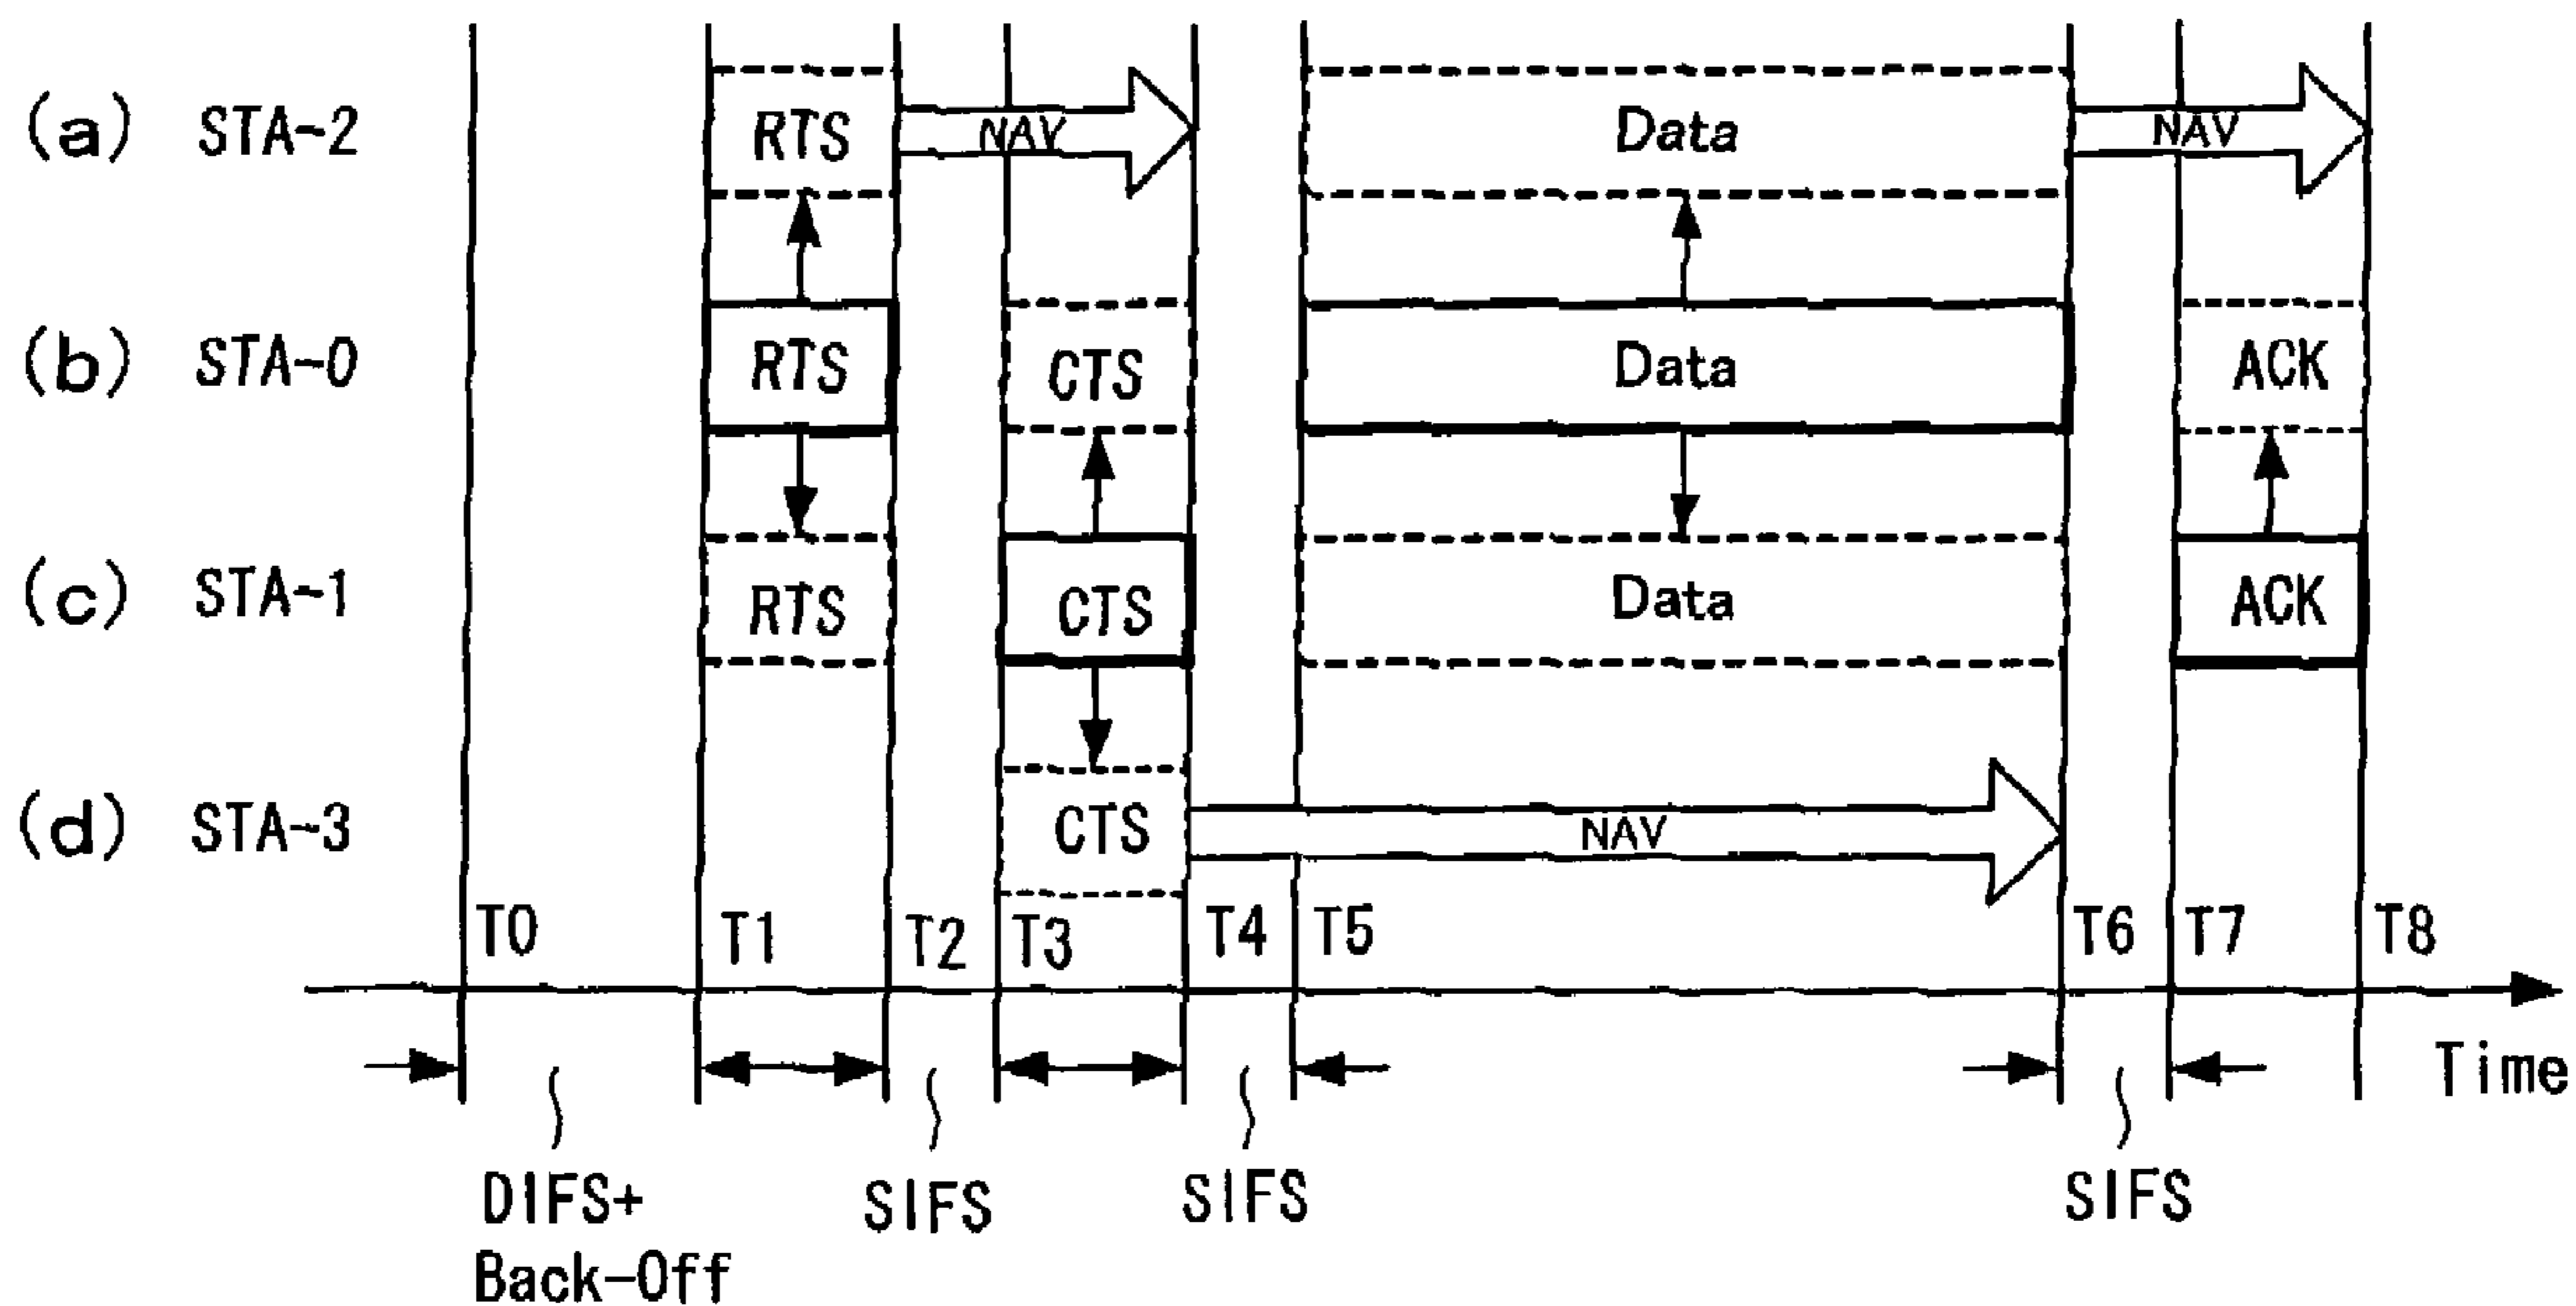 (a) STA-2 RTS NAV Data NAV
(b) STA-0 RTS CTS Data ACK
(c) STA-1 RTS CTS Data ACK
(d) STA-3 CTS NAV
T0 T1 T2 T3 T4 T5 T6 T7 T8
Time
DIFS+ SIFS SIFS SIFS
Back-Off